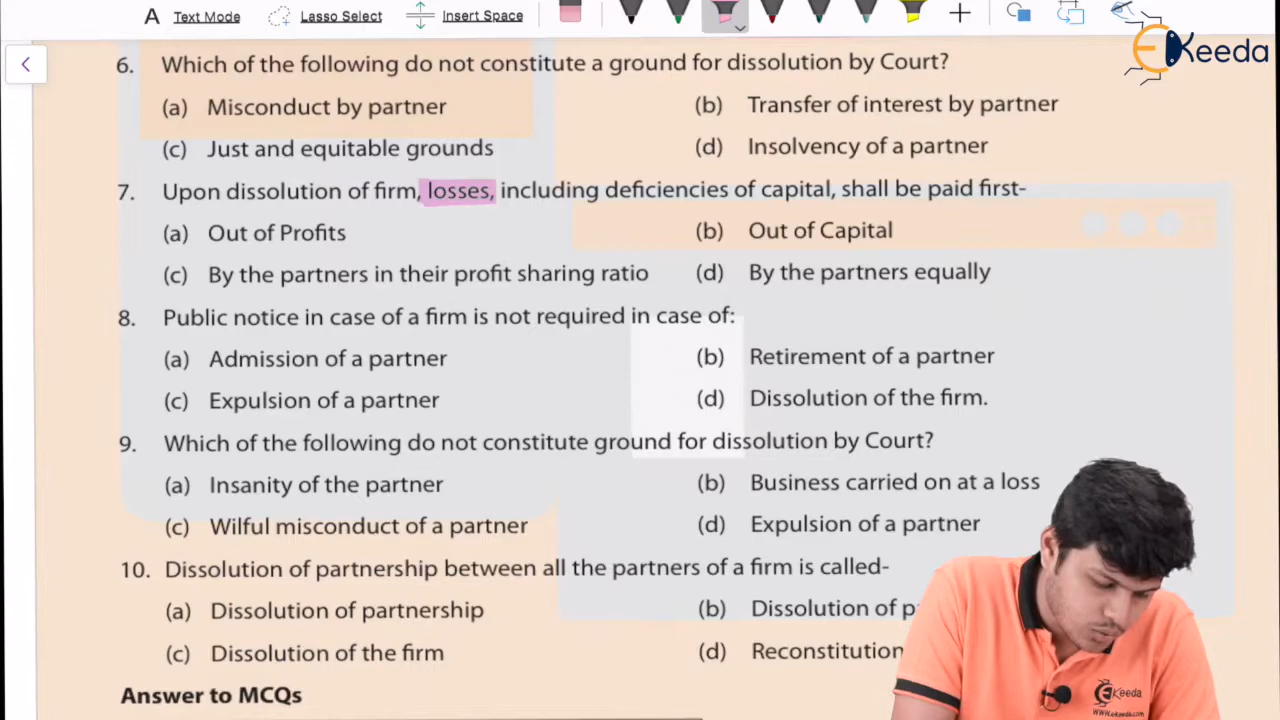 A Text Mode Lasso Select Insert Space
EKeeda
6. Which of the following do not constitute a ground for dissolution by Court?
(a) Misconduct by partner (b) Transfer of interest by partner
(c) Just and equitable grounds (d) Insolvency of a partner
7. Upon dissolution of firm, losses, including deficiencies of capital, shall be paid first-
(a) Out of Profits (b) Out of Capital
(c) By the partners in their profit sharing ratio (d) By the partners equally
8. Public notice in case of a firm is not required in case of:
(a) Admission of a partner (b) Retirement of a partner
(c) Expulsion of a partner (d) Dissolution of the firm.
9. Which of the following do not constitute ground for dissolution by Court?
(a) Insanity of the partner (b) Business carried on at a loss
(c) Wilful misconduct of a partner (d) Expulsion of a partner
10. Dissolution of partnership between all the partners of a firm is called-
(a) Dissolution of partnership (b) Dissolution of
(c) Dissolution of the firm (d) Reconstitution
Answer to MCQs
EKeeda
www.ekeeda.com